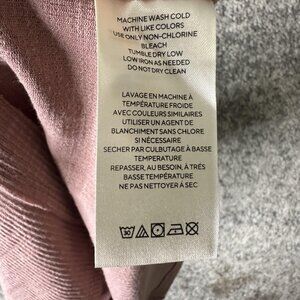 MACHINE WASH COLD
WITH LIKE COLORS
USE ONLY NON-CHLORINE
BLEACH
TUMBLE DRY LOW
LOW IRON AS NEEDED
DO NOT DRY CLEAN
LAVAGE EN MACHINE À
TEMPÉRATURE FROIDE
AVEC COULEURS SIMILAIRES
UTILISER UN AGENT DE
BLANCHIMENT SANS CHLORE
SI NÉCESSAIRE
SECHER PAR CULBUTAGE À BASSE
TEMPERATURE
REPASSER, AU BESOIN, À TRÈS
BASSE TEMPÉRATURE
NE PAS NETTOYER À SEC